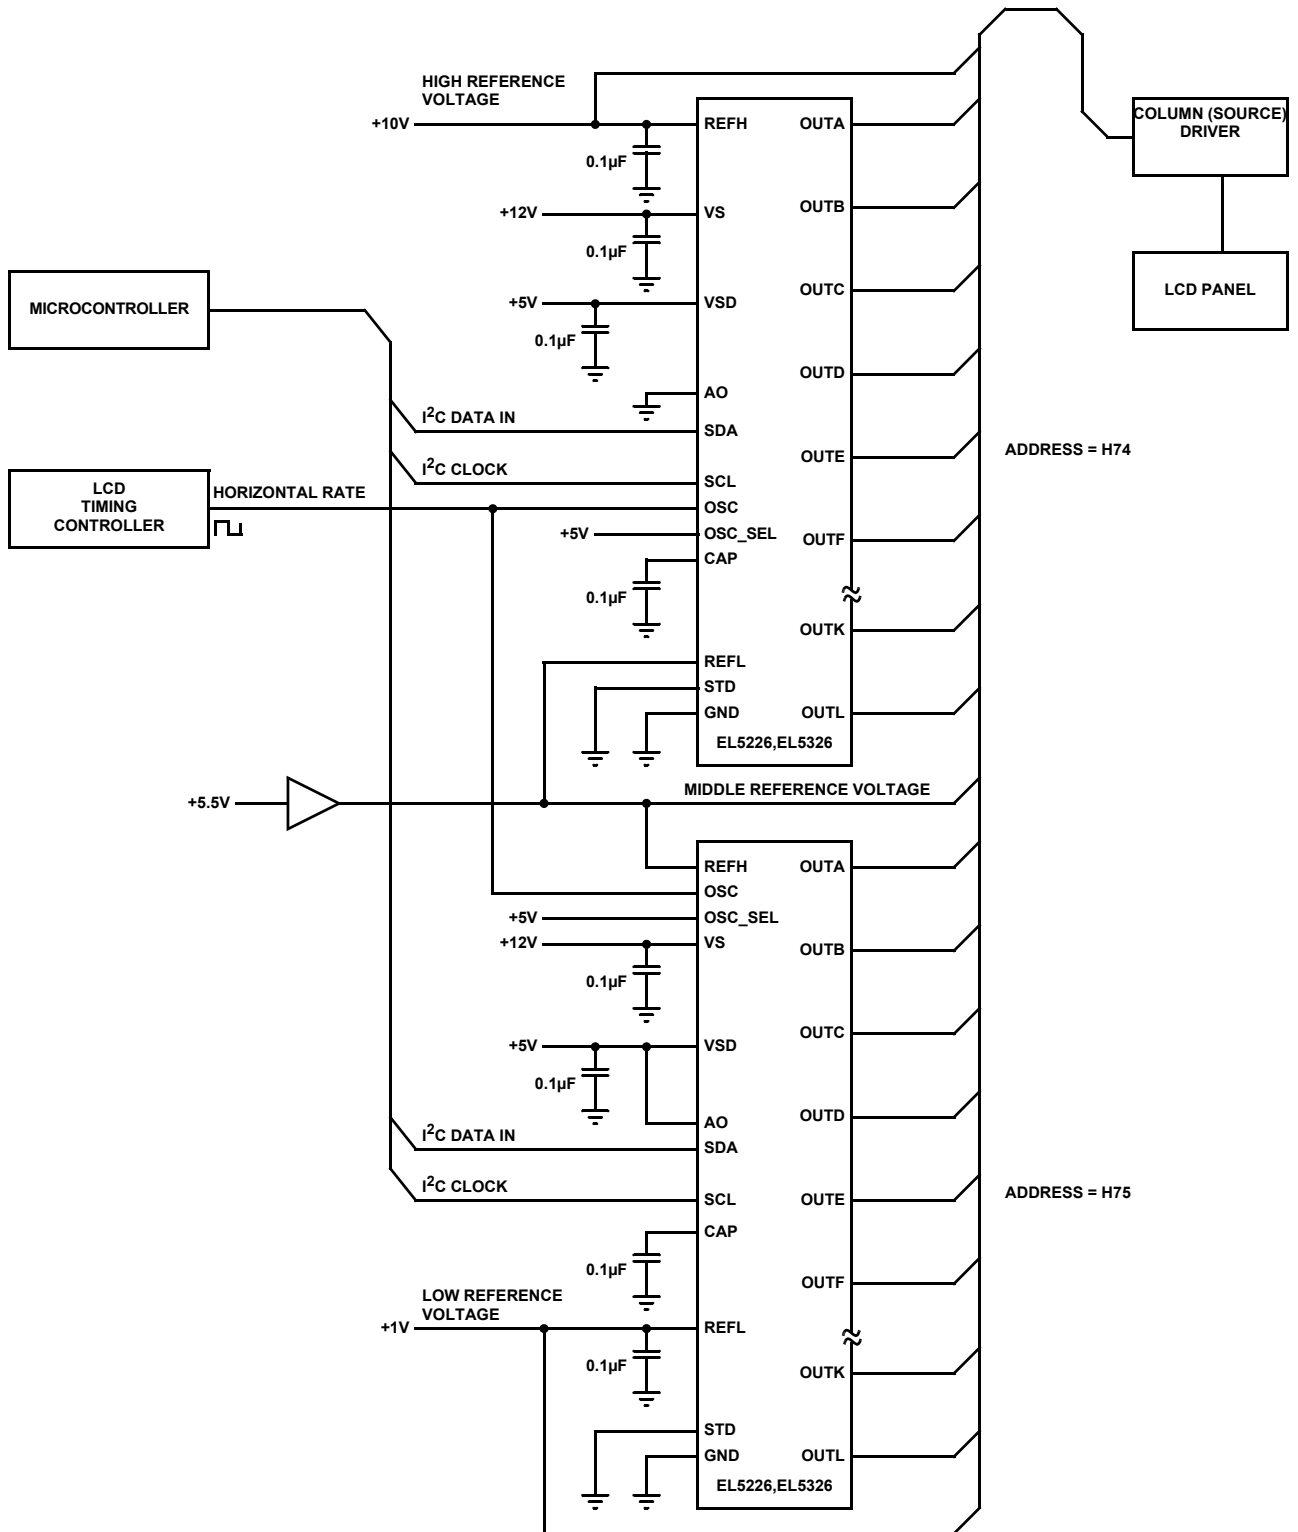 HIGH REFERENCE
VOLTAGE
+10V
REFH
OUTA
0.1µF
COLUMN (SOURCE)
DRIVER
+12V
VS
OUTB
0.1µF
MICROCONTROLLER
+5V
VSD
OUTC
LCD PANEL
0.1µF
OUTD
AO
I²C DATA IN
SDA
OUTE
ADDRESS = H74
I²C CLOCK
SCL
LCD
TIMING
CONTROLLER
HORIZONTAL RATE
OSC
+5V
OSC_SEL
OUTF
CAP
0.1µF
OUTK
REFL
STD
GND
OUTL
EL5226,EL5326
+5.5V
MIDDLE REFERENCE VOLTAGE
REFH
OUTA
OSC
+5V
OSC_SEL
+12V
VS
OUTB
0.1µF
OUTC
+5V
VSD
0.1µF
OUTD
AO
I²C DATA IN
SDA
I²C CLOCK
SCL
OUTE
ADDRESS = H75
CAP
0.1µF
OUTF
LOW REFERENCE
VOLTAGE
+1V
REFL
0.1µF
OUTK
STD
GND
OUTL
EL5226,EL5326